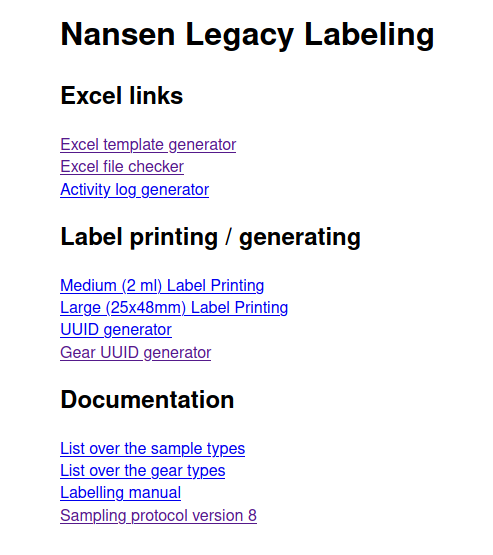 Nansen Legacy Labeling
Excel links
Excel template generator
Excel file checker
Activity log generator
Label printing / generating
Medium (2 ml) Label Printing
Large (25x48mm) Label Printing
UUID generator
Gear UUID generator
Documentation
List over the sample types
List over the gear types
Labelling manual
Sampling protocol version 8